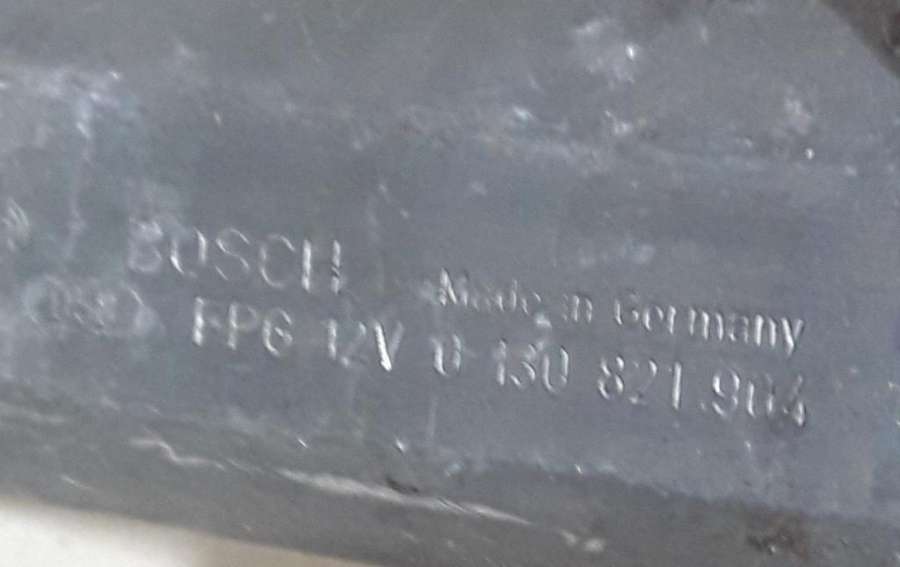 BOSCH
Made in Germany
FPG 12V 0 130 821 904